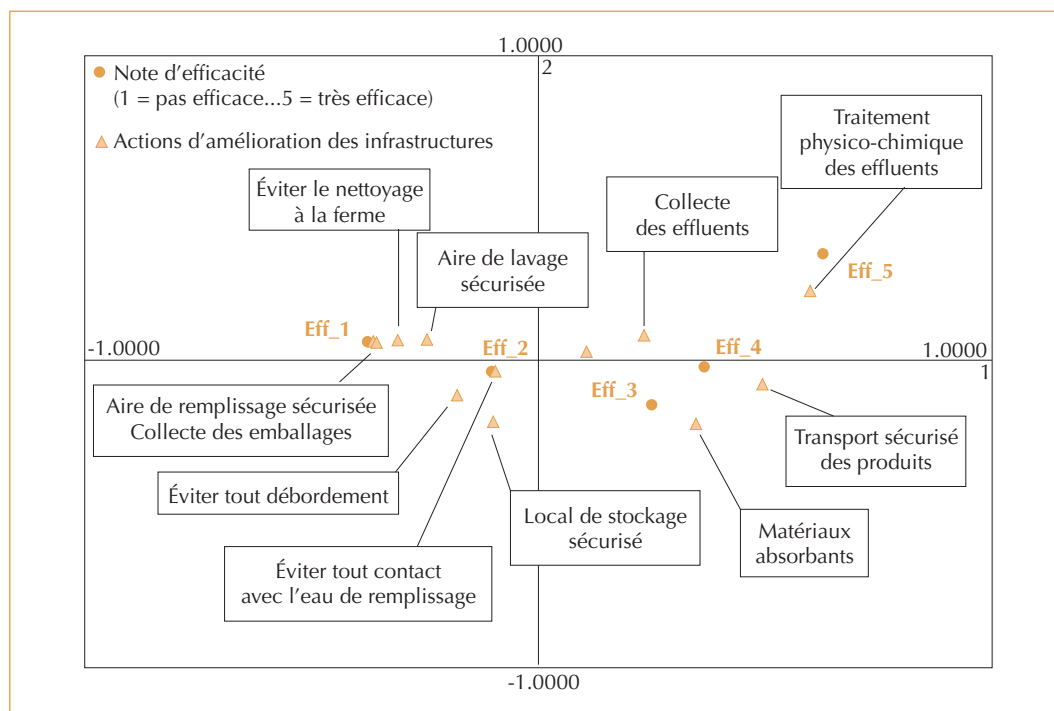 1.0000
2
Note d'efficacité
(1 = pas efficace...5 = très efficace)
Actions d'amélioration des infrastructures
Traitement
physico-chimique
des effluents
Éviter le nettoyage
à la ferme
Collecte
des effluents
Aire de lavage
sécurisée
Eff_5
Eff_1
Eff_2
Eff_4
-1.0000
1.0000
1
Eff_3
Aire de remplissage sécurisée
Collecte des emballages
Transport sécurisé
des produits
Éviter tout débordement
Local de stockage
sécurisé
Matériaux
absorbants
Éviter tout contact
avec l'eau de remplissage
-1.0000